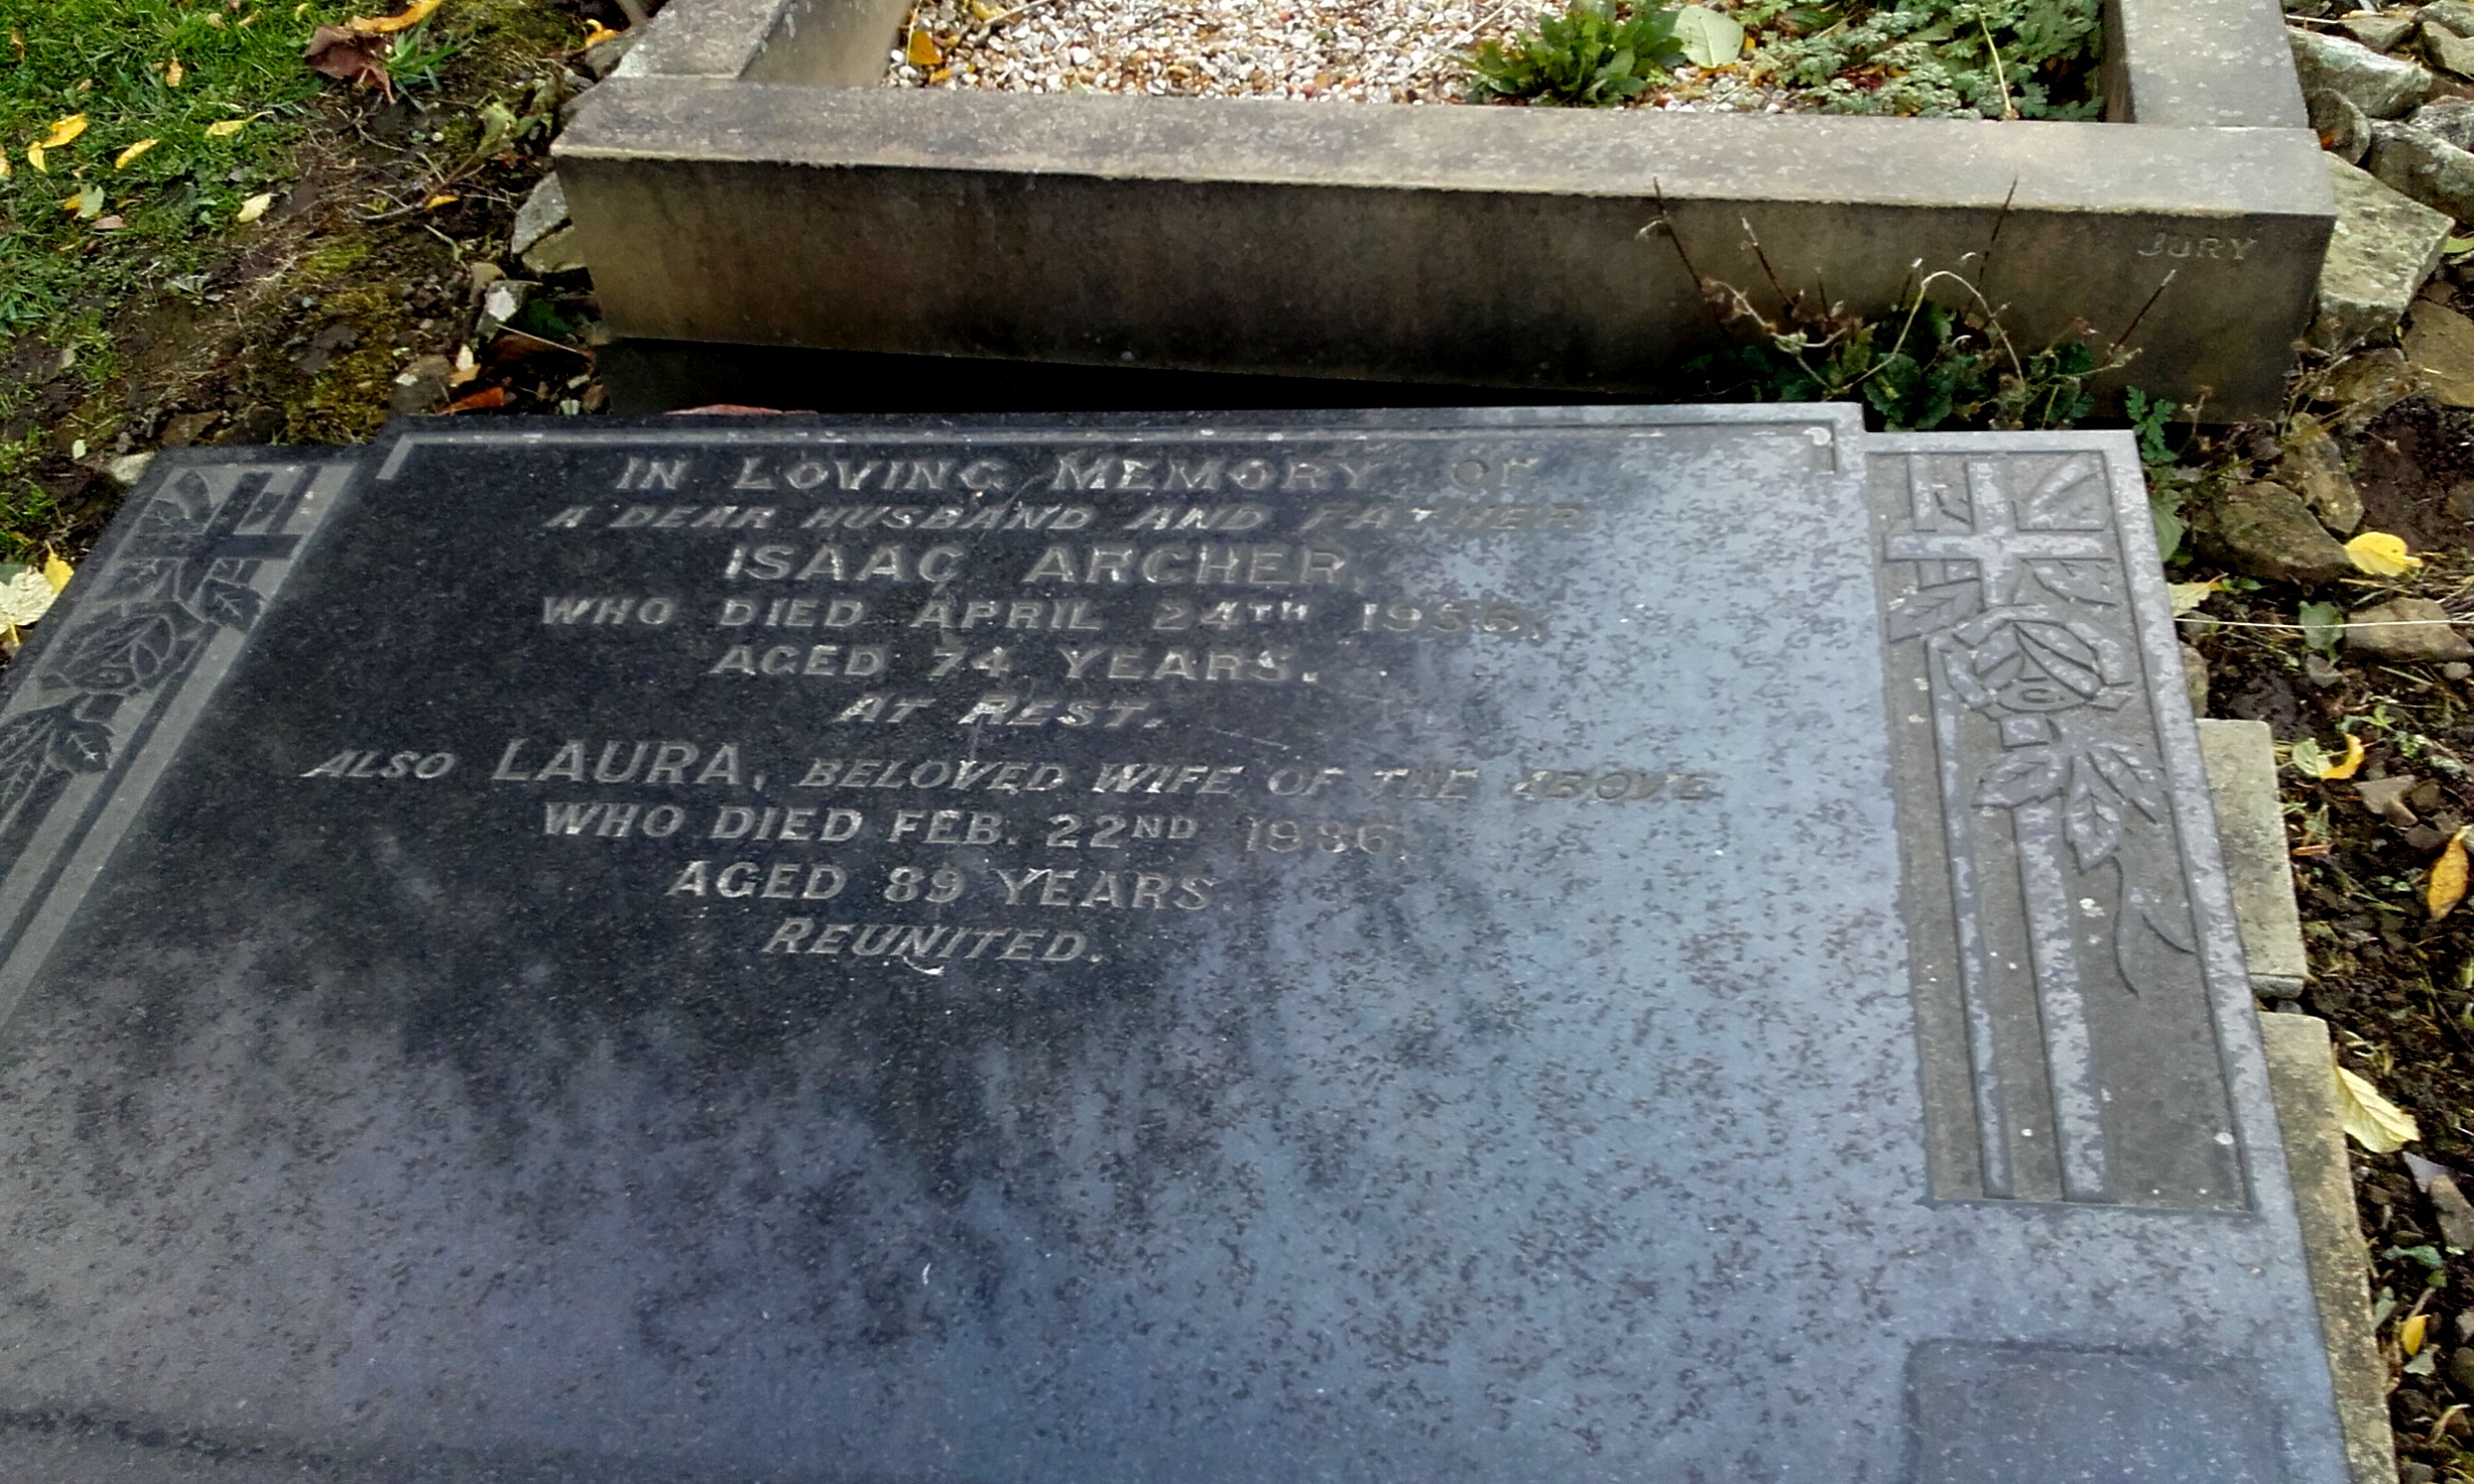 JURY
IN LOVING MEMORY OF
A DEAR HUSBAND AND FATHER
ISAAC ARCHER,
WHO DIED APRIL 24TH 1956,
AGED 74 YEARS.
AT REST.
ALSO LAURA, BELOVED WIFE OF THE ABOVE
WHO DIED FEB. 22ND 1986,
AGED 89 YEARS.
REUNITED.